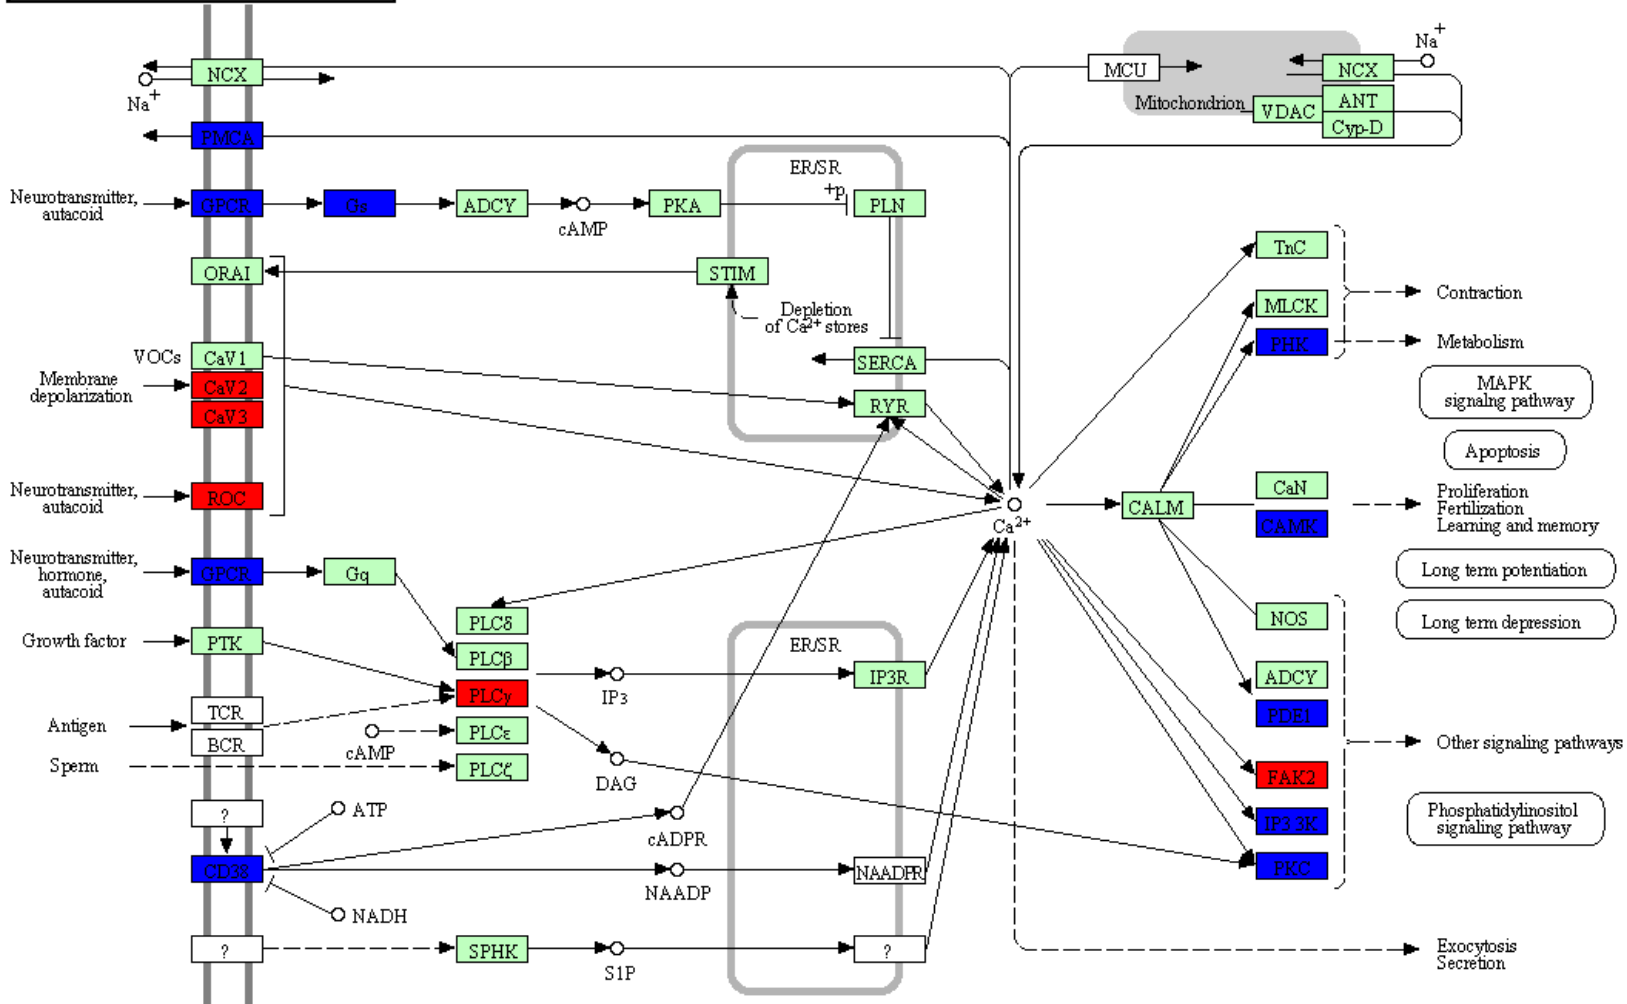 NCX
Na+
PMCA
Neurotransmitter,
autacoid
GPCR
Gs
ADCY
cAMP
PKA
ER/SR
+p
PLN
ORAI
STIM
Depletion
of Ca2+ stores
VOCs
CaV1
SERCA
Membrane
depolarization
CaV2
CaV3
RYR
Neurotransmitter,
autacoid
ROC
Neurotransmitter,
hormone,
autacoid
GPCR
Gq
PLCδ
Growth factor
PTK
PLCβ
ER/SR
PLCγ
IP3
IP3R
TCR
Antigen
BCR
cAMP
PLCε
Sperm
PLCζ
DAG
?
ATP
cADPR
CD38
NAADP
NAADPR
NADH
?
SPHK
S1P
?
MCU
Na+
NCX
Mitochondrion
VDAC
ANT
Cyp-D
Ca2+
CALM
TnC
MLCK
Contraction
PHK
Metabolism
MAPK
signalng pathway
Apoptosis
CaN
CAMK
Proliferation
Fertilization
Learning and memory
Long term potentiation
NOS
Long term depression
ADCY
PDE1
Other signaling pathways
FAK2
IP3 3K
Phosphatidylinositol
signaling pathway
PKC
Exocytosis
Secretion